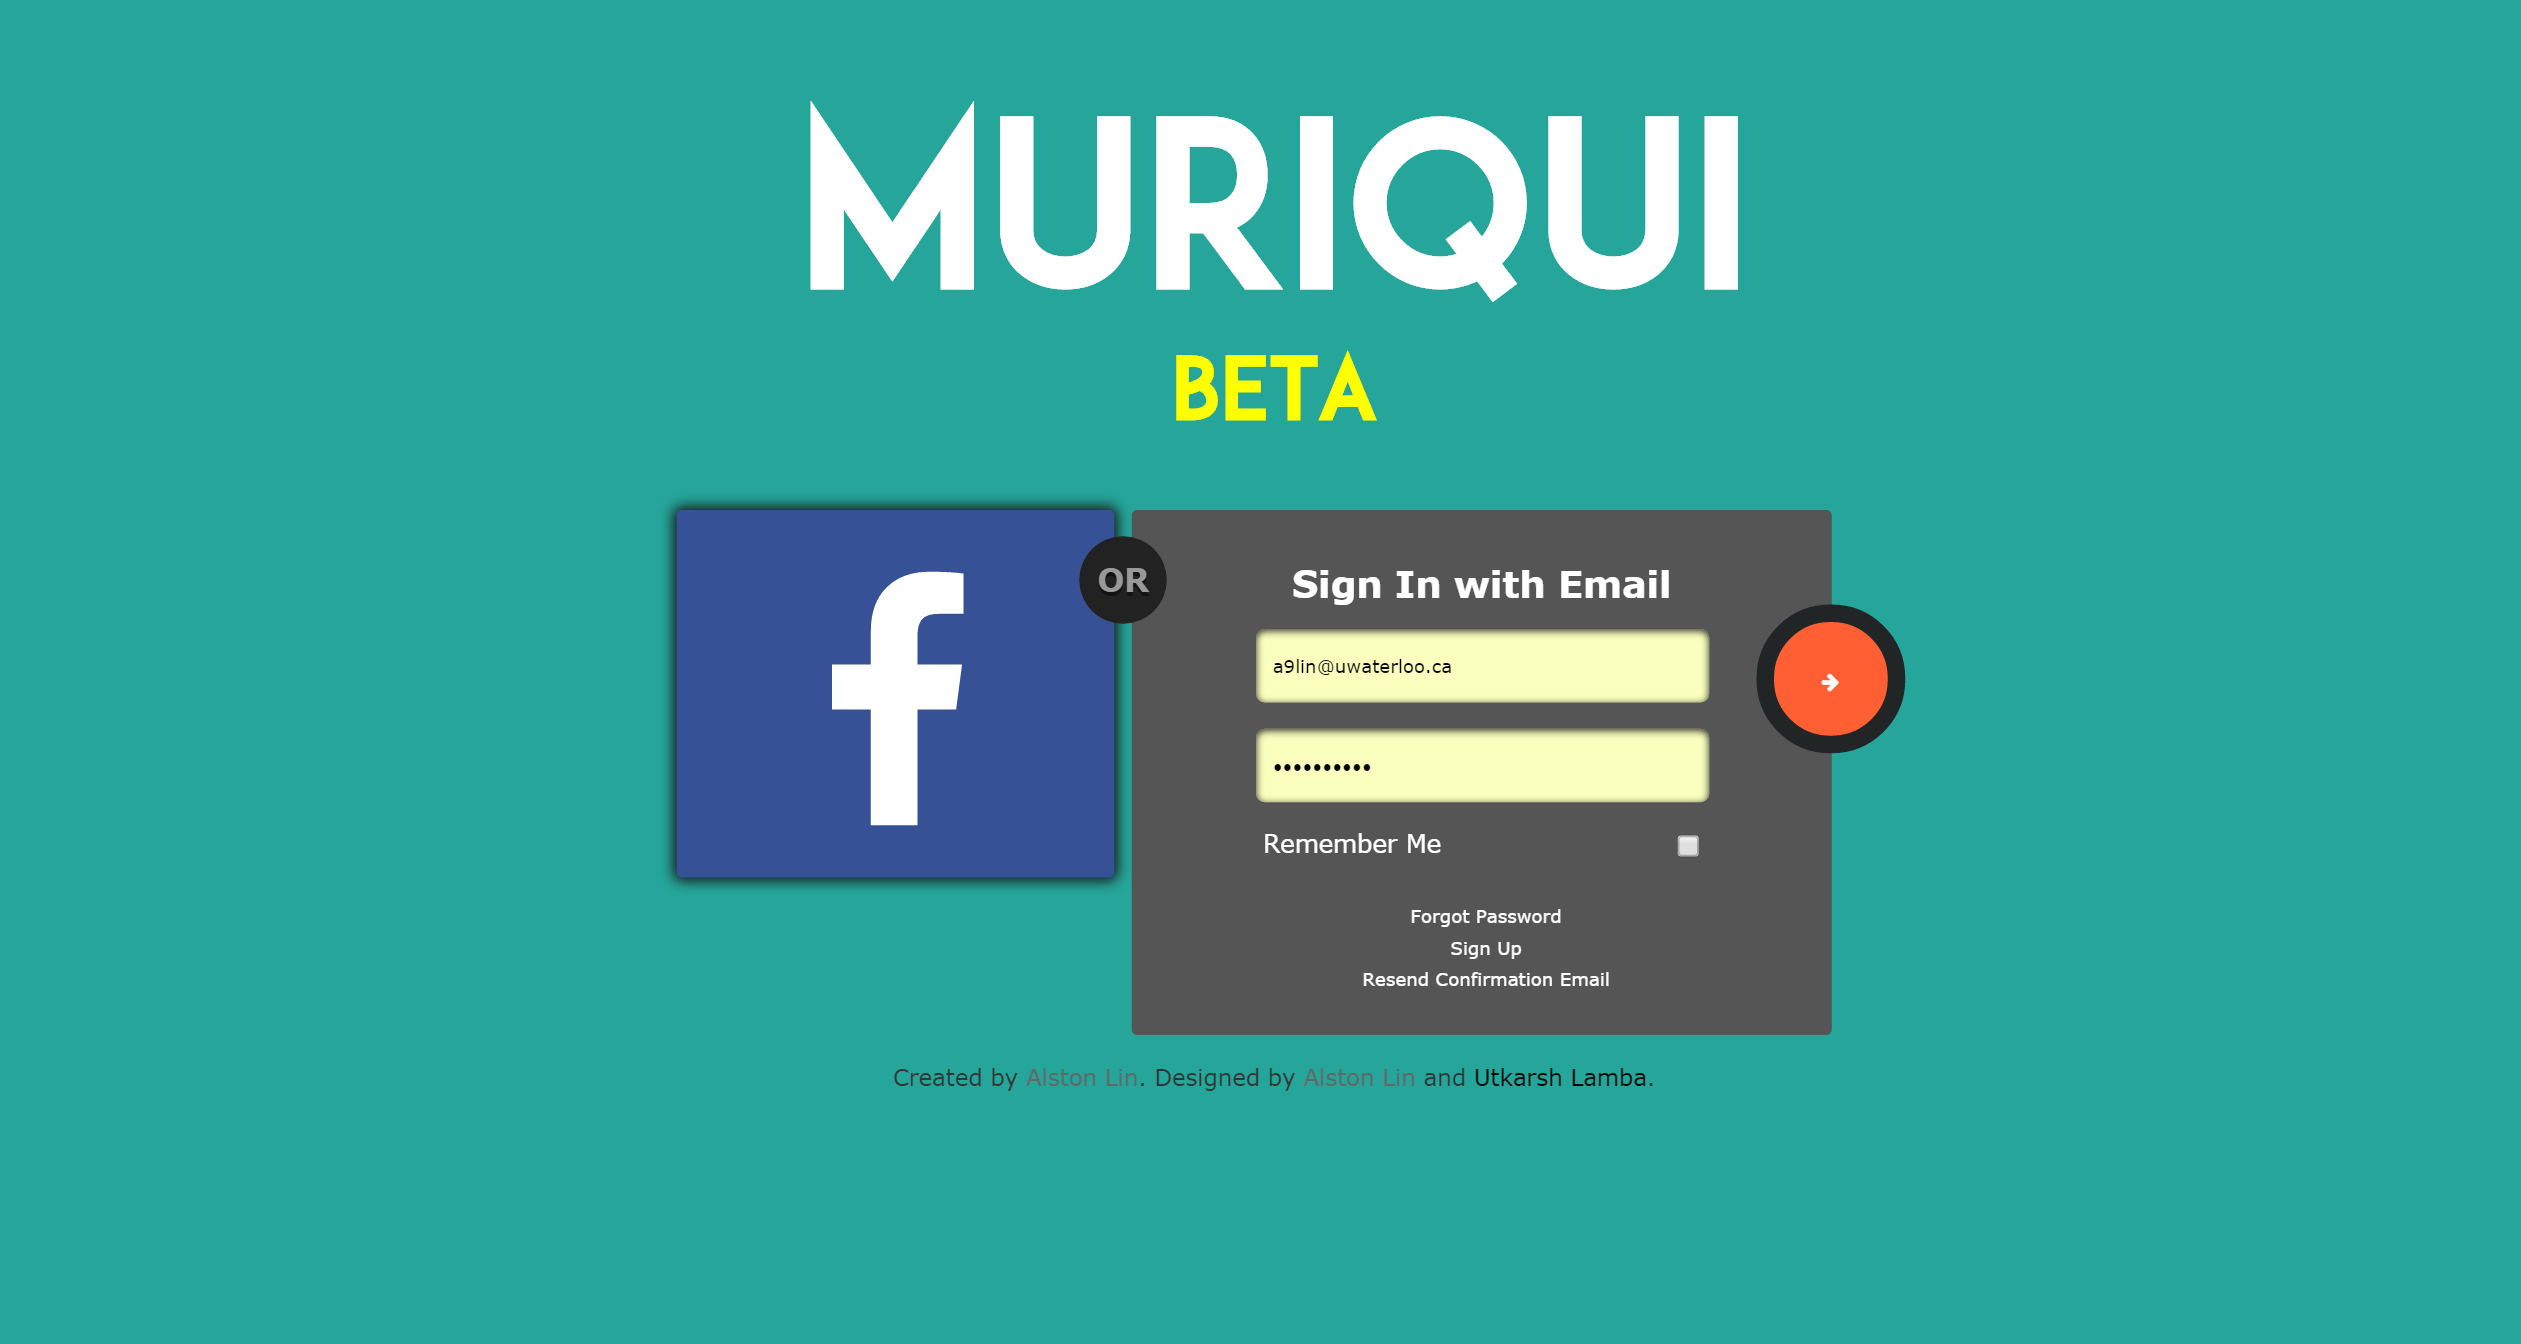 MURIQUI
BETA
OR
Sign In with Email
a9lin@uwaterloo.ca
••••••••••
Remember Me
Forgot Password
Sign Up
Resend Confirmation Email
Created by Alston Lin. Designed by Alston Lin and Utkarsh Lamba.